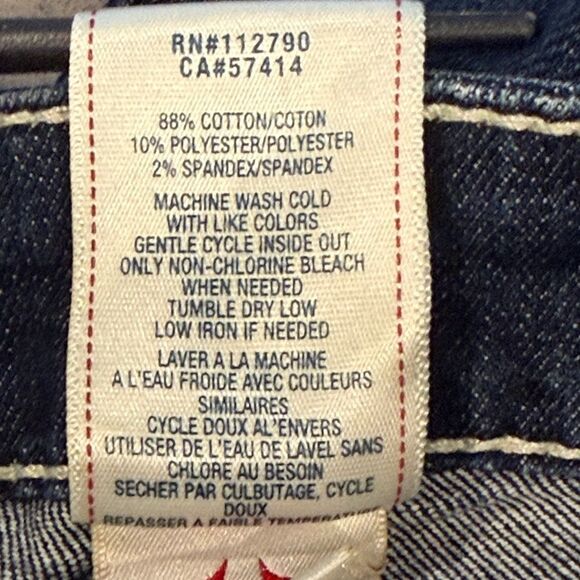 RN#112790
CA#57414
88% COTTON/COTON
10% POLYESTER/POLYESTER
2% SPANDEX/SPANDEX
MACHINE WASH COLD
WITH LIKE COLORS
GENTLE CYCLE INSIDE OUT
ONLY NON-CHLORINE BLEACH
WHEN NEEDED
TUMBLE DRY LOW
LOW IRON IF NEEDED
LAVER A LA MACHINE
A L'EAU FROIDE AVEC COULEURS
SIMILAIRES
CYCLE DOUX AL'ENVERS
UTILISER DE L'EAU DE LAVEL SANS
CHLORE AU BESOIN
SECHER PAR CULBUTAGE, CYCLE
DOUX
REPASSER A FAIBLE TEMPERATURE